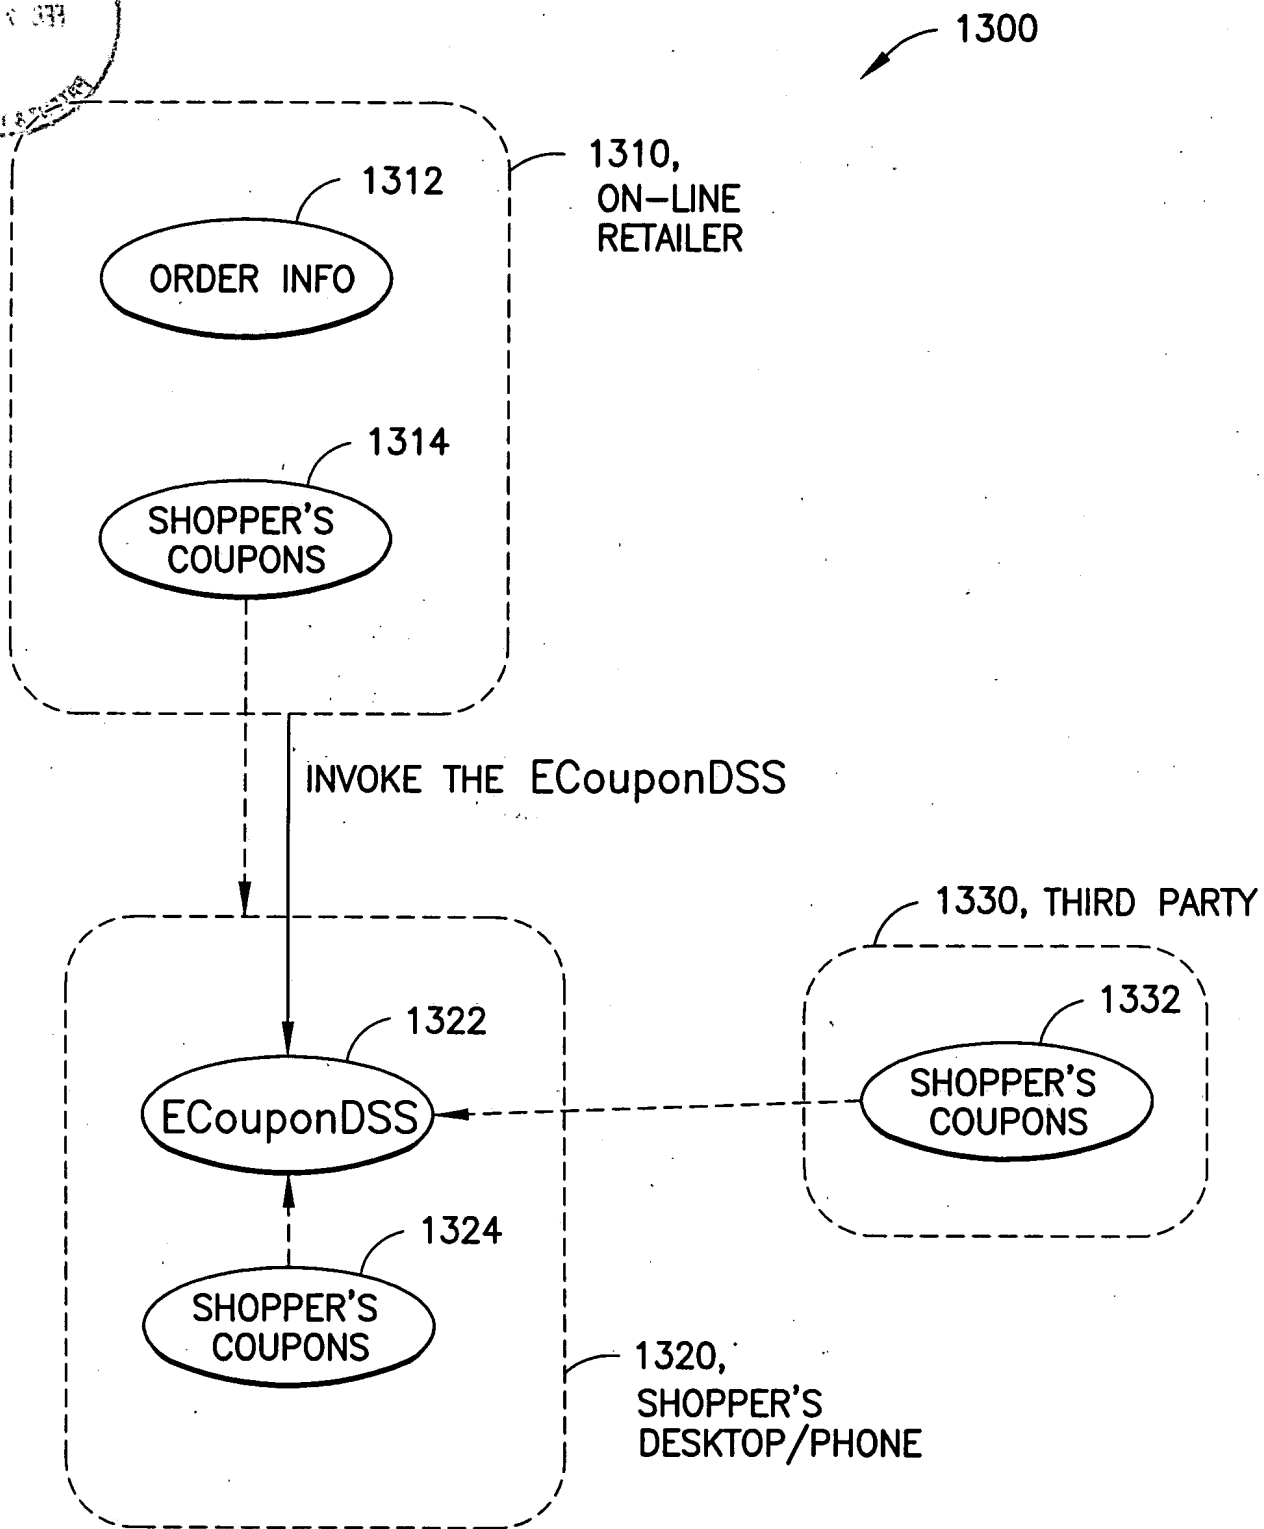 1300
1310,
ON-LINE
RETAILER
1312
ORDER INFO
1314
SHOPPER'S
COUPONS
INVOKE THE ECouponDSS
1330, THIRD PARTY
1332
SHOPPER'S
COUPONS
1322
ECouponDSS
1324
SHOPPER'S
COUPONS
1320,
SHOPPER'S
DESKTOP/PHONE